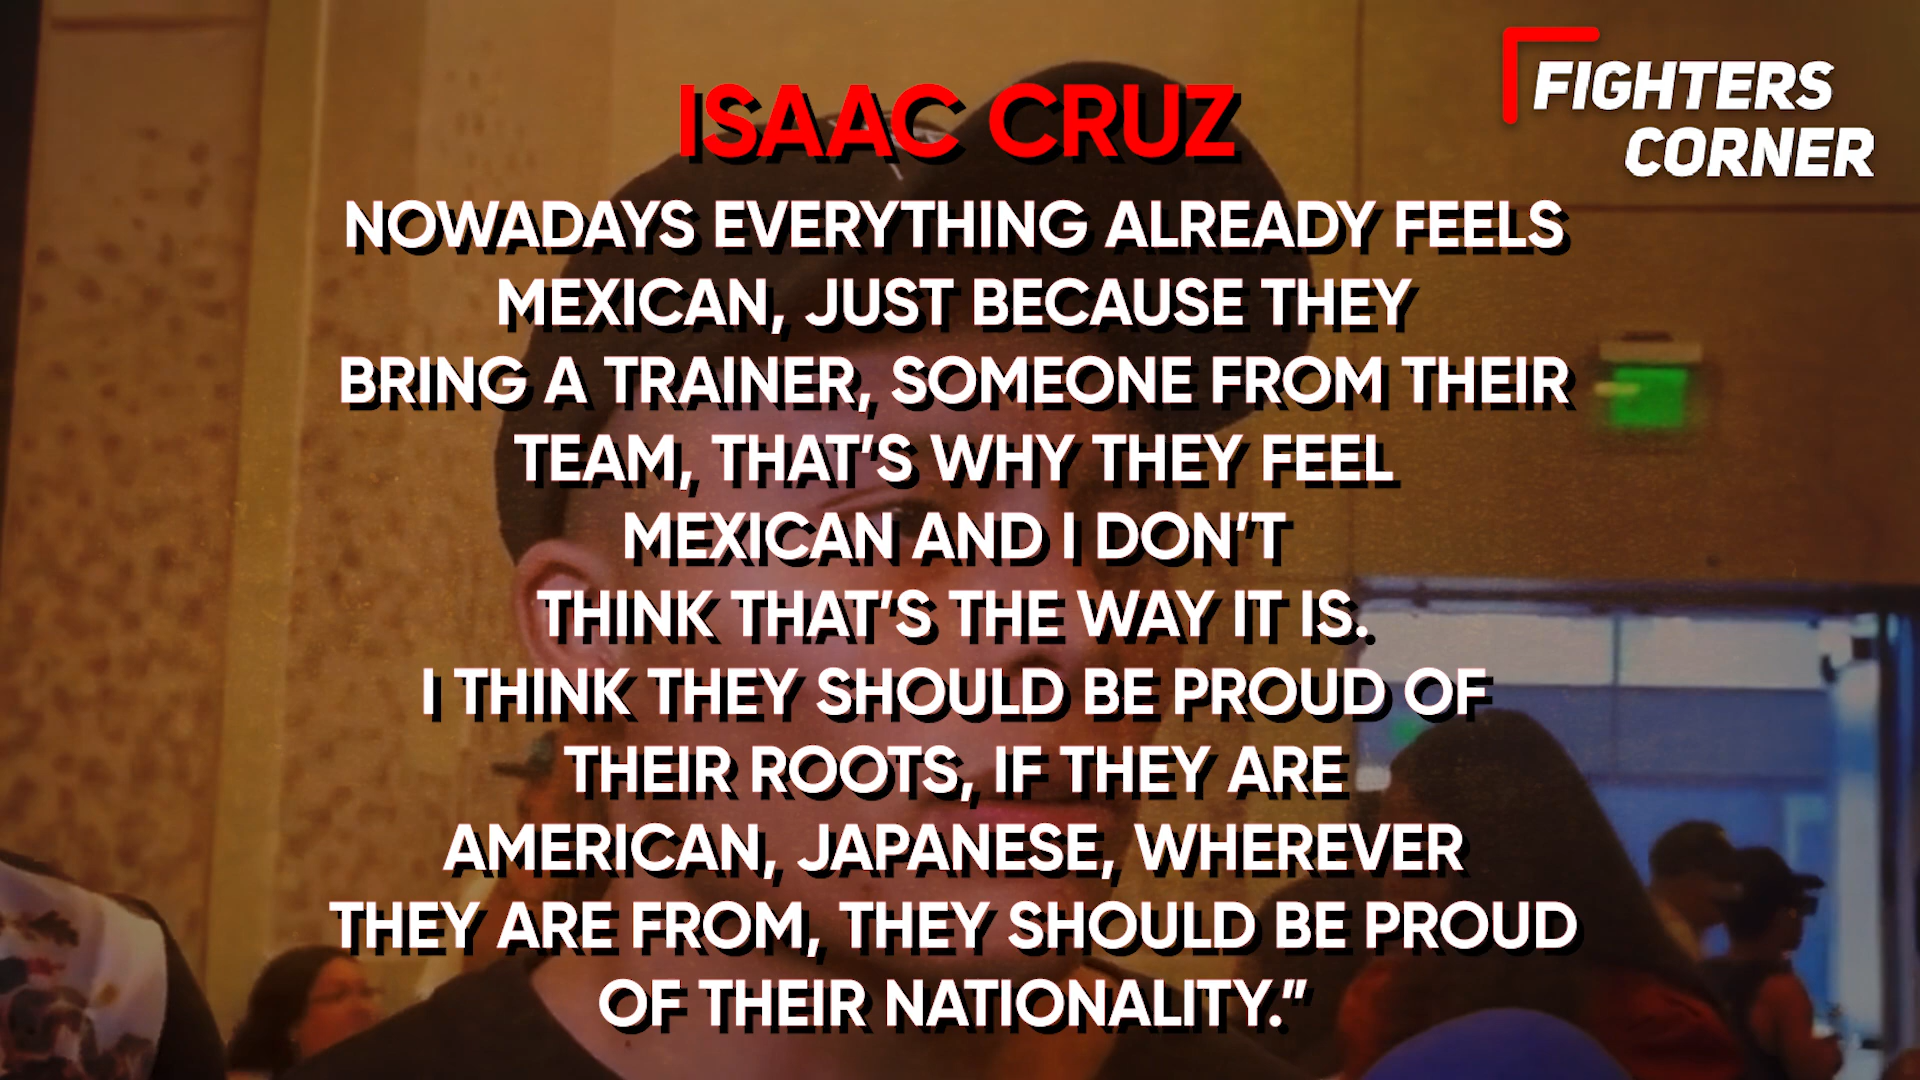 FIGHTERS
CORNER
ISAAC CRUZ
NOWADAYS EVERYTHING ALREADY FEELS
MEXICAN, JUST BECAUSE THEY
BRING A TRAINER, SOMEONE FROM THEIR
TEAM, THAT’S WHY THEY FEEL
MEXICAN AND I DON’T
THINK THAT’S THE WAY IT IS.
I THINK THEY SHOULD BE PROUD OF
THEIR ROOTS, IF THEY ARE
AMERICAN, JAPANESE, WHEREVER
THEY ARE FROM, THEY SHOULD BE PROUD
OF THEIR NATIONALITY.”